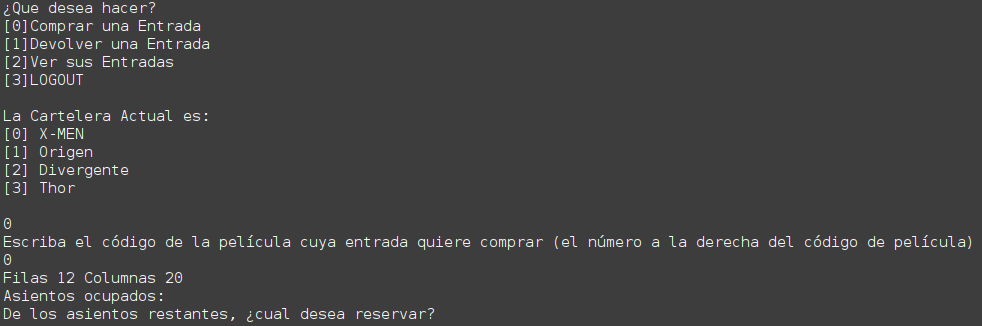 ¿Que desea hacer?
[0]Comprar una Entrada
[1]Devolver una Entrada
[2]Ver sus Entradas
[3]LOGOUT
La Cartelera Actual es:
[0] X-MEN
[1] Origen
[2] Divergente
[3] Thor
0
Escriba el código de la película cuya entrada quiere comprar (el número a la derecha del código de película)
0
Filas 12 Columnas 20
Asientos ocupados:
De los asientos restantes, ¿cual desea reservar?